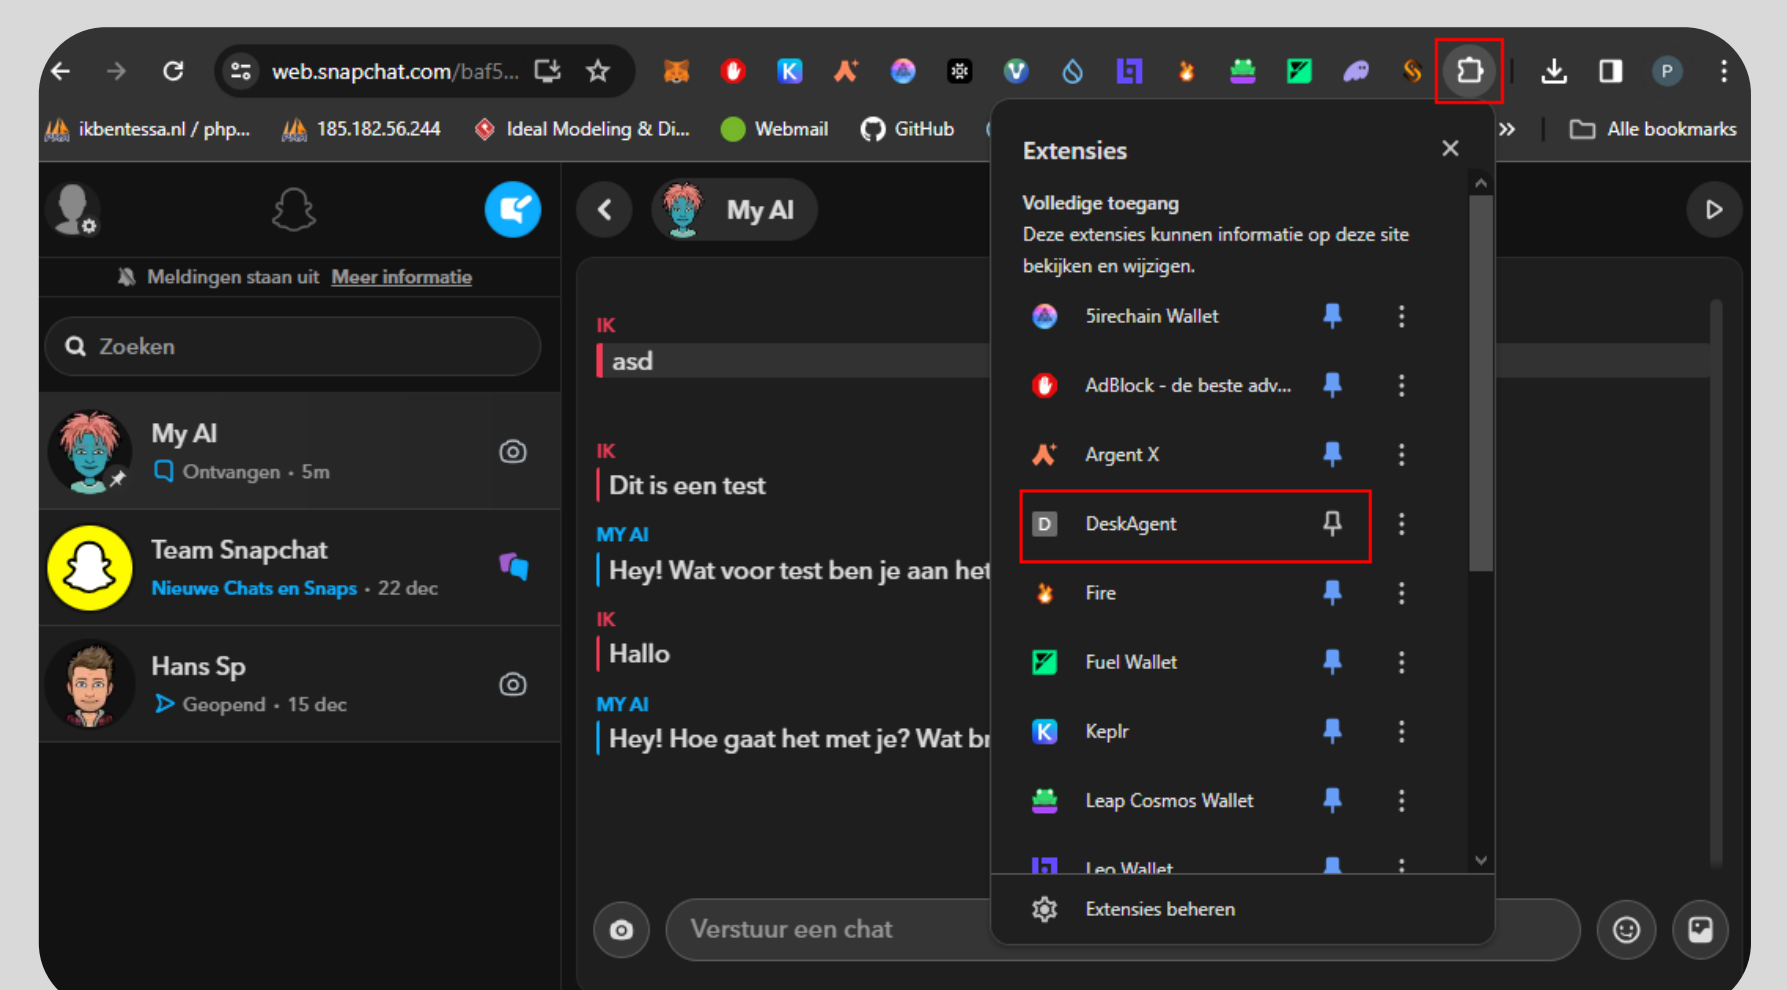 web.snapchat.com/baf5...
P
ikbentessa.nl / php...
185.182.56.244
Ideal Modeling & Di...
Webmail
GitHub
Alle bookmarks
Meldingen staan uit Meer informatie
Zoeken
My AI
Ontvangen · 5m
Team Snapchat
Nieuwe Chats en Snaps · 22 dec
Hans Sp
Geopend · 15 dec
My AI
IK
asd
IK
Dit is een test
MY AI
Hey! Wat voor test ben je aan het
IK
Hallo
MY AI
Hey! Hoe gaat het met je? Wat br
Verstuur een chat
Extensies
Volledige toegang
Deze extensies kunnen informatie op deze site
bekijken en wijzigen.
5irechain Wallet
AdBlock - de beste adv...
Argent X
D DeskAgent
Fire
Fuel Wallet
K Keplr
Leap Cosmos Wallet
Leo Wallet
Extensies beheren